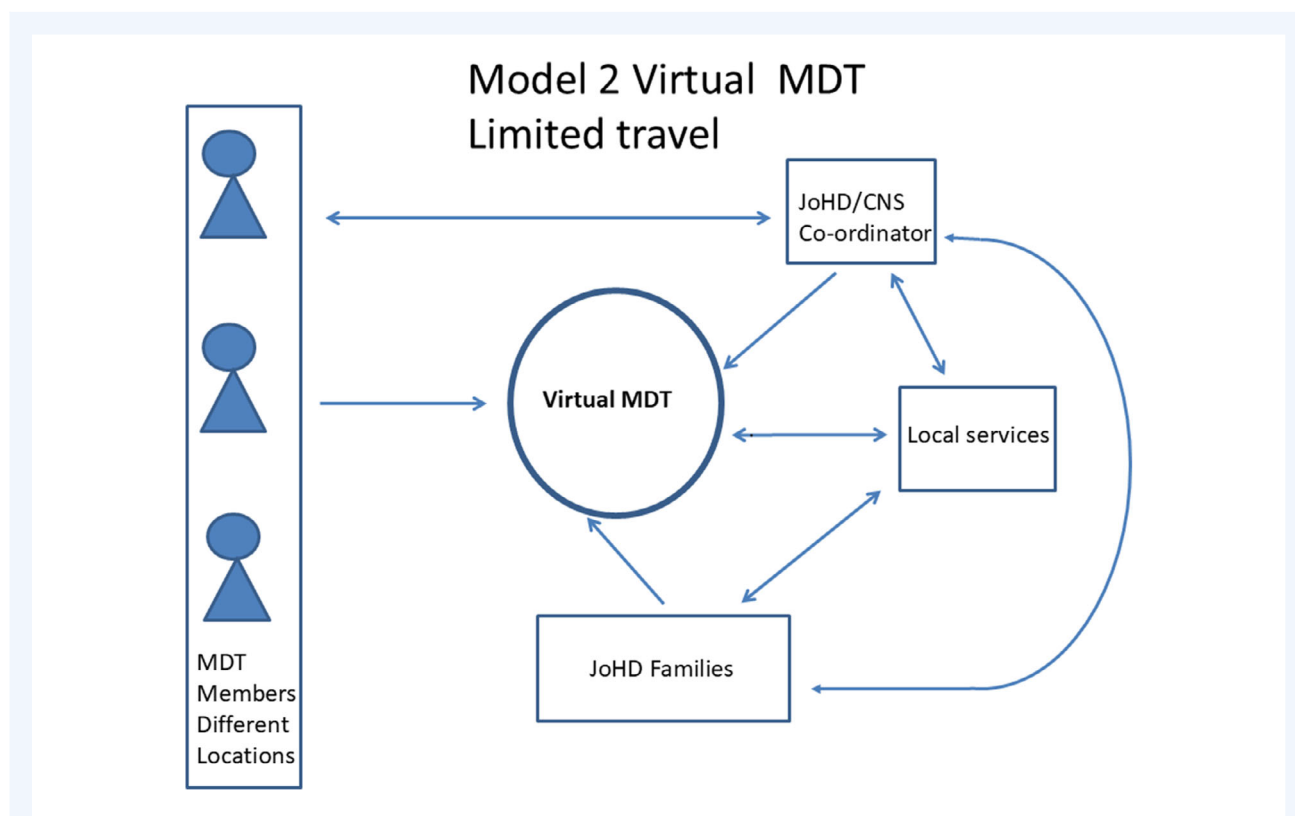 Model 2 Virtual MDT
Limited travel
JoHD/CNS
Co-ordinator
Virtual MDT
Local services
JoHD Families
MDT
Members
Different
Locations